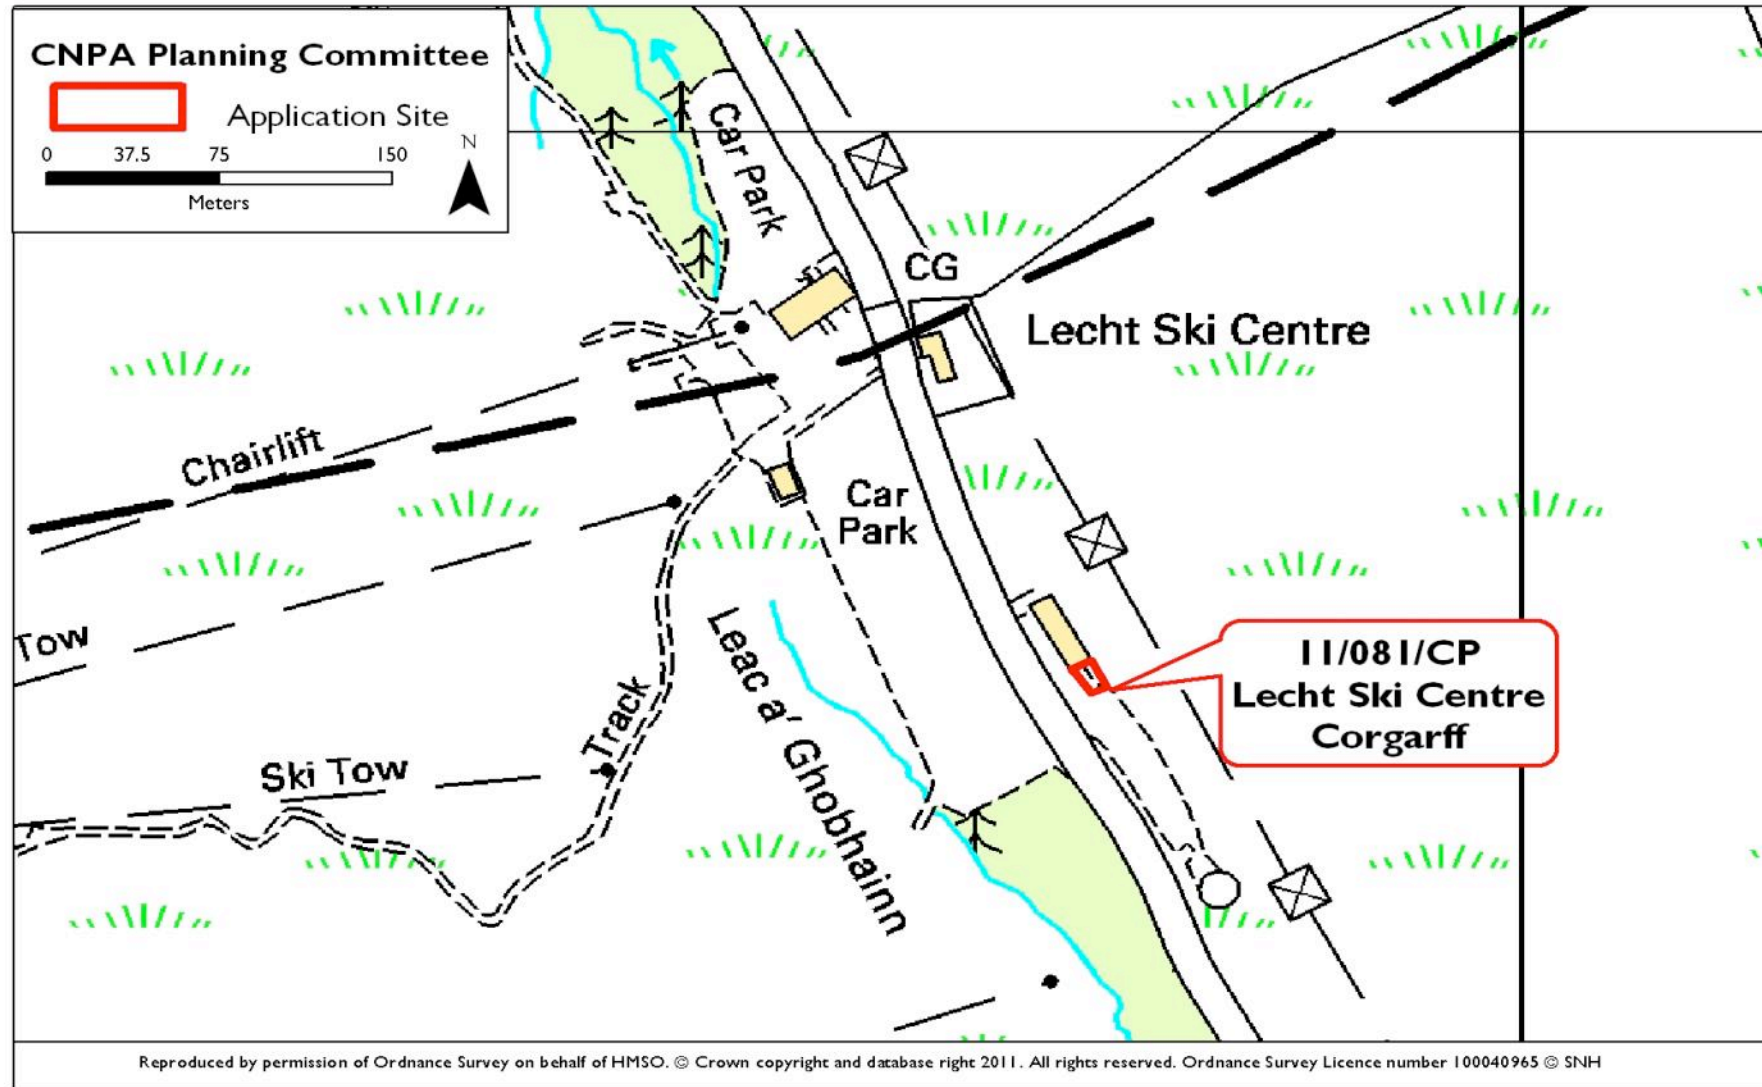 CNPA Planning Committee
Application Site
0 37.5 75 150
Meters
N
Car Park
CG
Lecht Ski Centre
Chairlift
Car
Park
Tow
Track
Leac a' Ghobhainn
Ski Tow
11/081/CP
Lecht Ski Centre
Corgarff
Reproduced by permission of Ordnance Survey on behalf of HMSO. © Crown copyright and database right 2011. All rights reserved. Ordnance Survey Licence number 100040965 © SNH